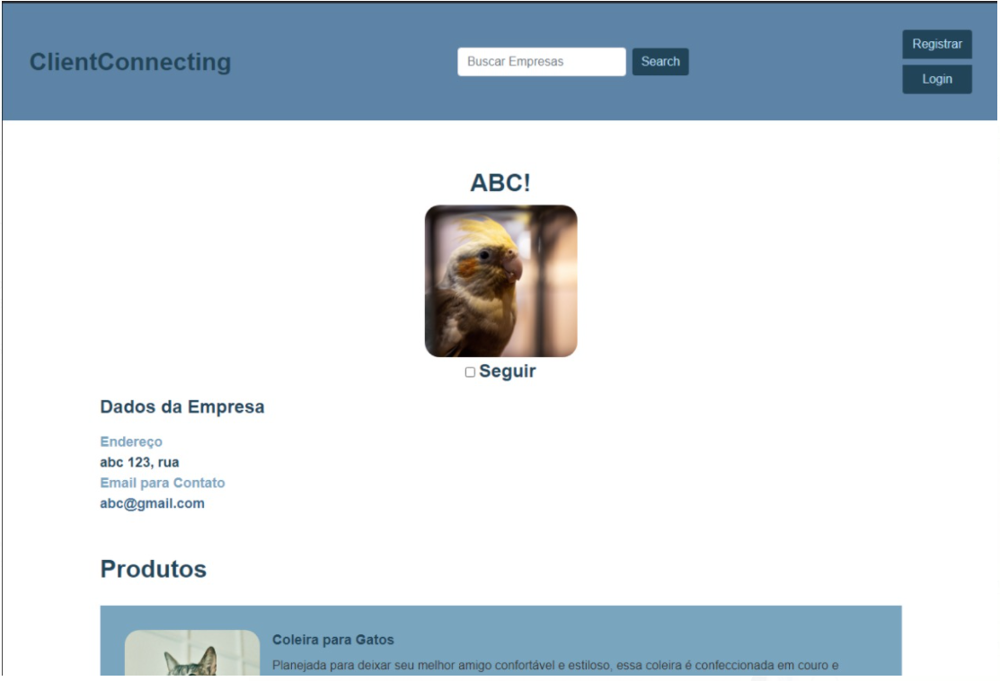 ClientConnecting
Buscar Empresas
Search
Registrar
Login
ABC!
Seguir
Dados da Empresa
Endereço
abc 123, rua
Email para Contato
abc@gmail.com
Produtos
Coleira para Gatos
Planejada para deixar seu melhor amigo confortável e estiloso, essa coleira é confeccionada em couro e